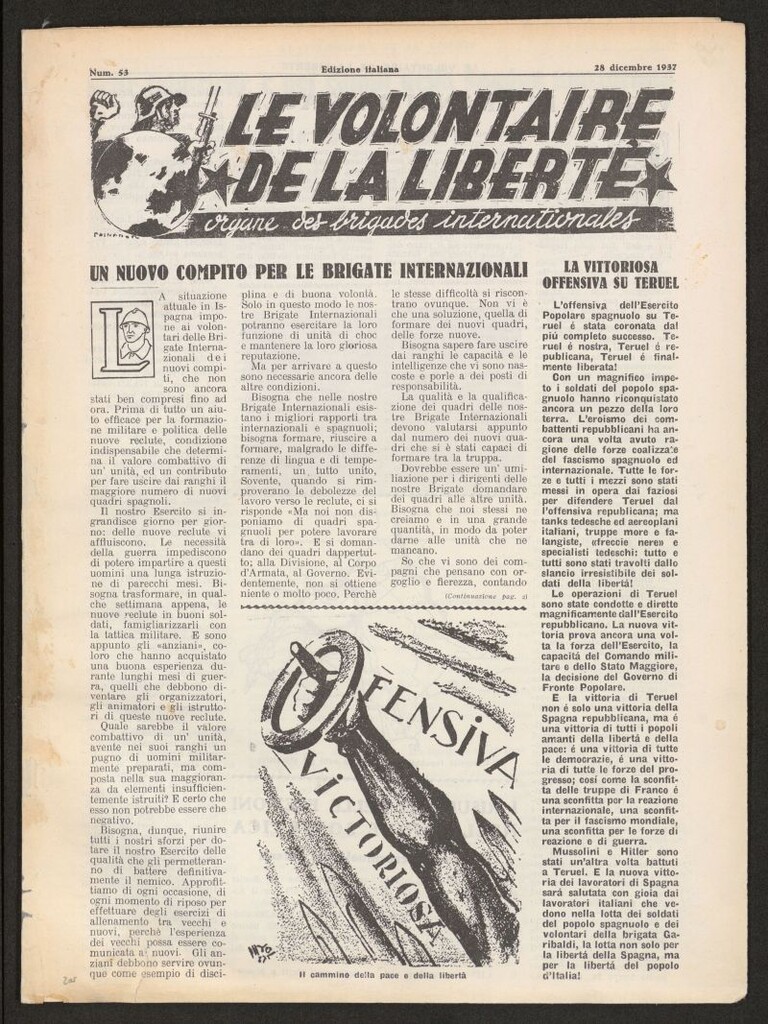 Num. 53
Edizione italiana
28 dicembre 1937
LE VOLONTAIRE
DE LA LIBERTÈ
organe des brigades internationales
UN NUOVO COMPITO PER LE BRIGATE INTERNAZIONALI
LA situazione
attuale in Is-
pagna impo-
ne ai volon-
tari delle Bri-
gate Interna-
zionali dei
nuovi compi-
ti, che non
sono ancora
stati ben compresi fino ad
ora. Prima di tutto un aiu-
to efficace per la formazio-
ne militare e politica delle
nuove reclute, condizione
indispensabile che determi-
na il valore combattivo di
un' unità, ed un contributo
per fare uscire dai ranghi il
maggiore numero di nuovi
quadri spagnoli.
Il nostro Esercito si in-
grandisce giorno per gior-
no: delle nuove reclute vi
affluiscono. Le necessità
della guerra impediscono
di potere impartire a questi
uomini una lunga istruzio-
ne di parecchi mesi. Bi-
sogna trasformare, in qual-
che settimana appena, le
nuove reclute in buoni sol-
dati, famigliarizzarli con
la tattica militare. E sono
appunto gli «anziani», co-
loro che hanno acquistato
una buona esperienza du-
rante lunghi mesi di guer-
ra, quelli che debbono di-
ventare gli organizzatori,
gli animatori e gli istrutto-
ri di queste nuove reclute.
Quale sarebbe il valore
combattivo di un' unità,
avente nei suoi ranghi un
pugno di uomini militar-
mente preparati, ma com-
posta nella sua maggioran-
za da elementi insufficien-
temente istruiti? E certo che
esso non potrebbe essere che
negativo.
Bisogna, dunque, riunire
tutti i nostri sforzi per do-
tare il nostro Esercito delle
qualità che gli permetteran-
no di battere definitiva-
mente il nemico. Approfit-
tiamo di ogni occasione, di
ogni momento di riposo per
effettuare degli esercizi di
allenamento tra vecchi e
nuovi, perchè l'esperienza
dei vecchi possa essere co-
municata a' nuovi. Gli an-
ziani debbono servire ovun-
que come esempio di disci-
plina e di buona volontà.
Solo in questo modo le nos-
tre Brigate Internazionali
potranno esercitare la loro
funzione di unità di choc
e mantenere la loro gloriosa
reputazione.
Ma per arrivare a questo
sono necessarie ancora delle
altre condizioni.
Bisogna che nelle nostre
Brigate Internazionali esis-
tano i migliori rapporti tra
internazionali e spagnuoli;
bisogna formare, riuscire a
formare, malgrado le diffe-
renze di lingua e di tempe-
ramenti, un tutto unito,
Sovente, quando si rim-
proverano le debolezze del
lavoro verso le reclute, ci si
risponde «Ma noi non dis-
poniamo di quadri spa-
gnuoli per potere lavorare
tra di loro». E si doman-
dano dei quadri dappertut-
to; alla Divisione, al Corpo
d'Armata, al Governo. Evi-
dentemente, non si ottiene
niente o molto poco. Perchè
le stesse difficoltà si riscon-
trano ovunque. Non vi è
che una soluzione, quella di
formare dei nuovi quadri,
delle forze nuove.
Bisogna sapere fare uscire
dai ranghi le capacità e le
intelligenze che vi sono nas-
coste e porle a dei posti di
responsabilità.
La qualità e la qualifica-
zione dei quadri delle nos-
tre Brigate Internazionali
devono valutarsi appunto
dal numero dei nuovi qua-
dri che si è stati capaci di
formare tra la truppa.
Dovrebbe essere un' umi-
liazione per i dirigenti delle
nostre Brigate domandare
dei quadri alle altre unità.
Bisogna che noi stessi ne
creiamo e in una grande
quantità, in modo da poter
darne alle unità che ne
mancano.
So che vi sono dei com-
pagni che pensano con or-
goglio e fierezza, contando
(Continuazione pag. 2)
OFFENSIVA
VICTORIOSA
Il cammino della pace e della libertà
LA VITTORIOSA
OFFENSIVA SU TERUEL
L'offensiva dell'Esercito
Popolare spagnuolo su Te-
ruel é stata coronata dal
piú completo successo. Te-
ruel é nostra, Teruel é re-
publicana, Teruel é final-
mente liberata!
Con un magnifico impe-
to i soldati del popolo spa-
gnuolo hanno riconquistato
ancora un pezzo della loro
terra. L'eroismo dei com-
battenti repubblicani ha an-
cora una volta avuto ra-
gione delle forze coalizza'e
del fascismo spagnuolo ed
internazionale. Tutte le for-
ze e tutti i mezzi sono stati
messi in opera dai faziosi
per difendere Teruel dal
l'offensiva republicana; ma
tanks tedesche ed aeroplani
italiani, truppe more e fa-
langiste, «freccie nere» e
specialisti tedeschi: tutto e
tutti sono stati travolti dallo
slancio irresistibile dei sol-
dati della libertá!
Le operazioni di Teruel
sono state condotte e dirette
magnificamente dall'Esercito
repubblicano. La nuova vit-
toria prova ancora una vol-
ta la forza dell'Esercito, la
capacitá del Comando mili-
tare e dello Stato Maggiore,
la decisione del Governo di
Fronte Popolare.
E la vittoria di Teruel
non é solo una vittoria della
Spagna repubblicana, ma é
una vittoria di tutti i popoli
amanti della libertá e della
pace: é una vittoria di tutte
le democrazie, é una vitto-
ria di tutte le forze del pro-
gresso; cosí come la sconfit-
ta delle truppe di Franco é
una sconfitta per la reazione
internazionale, una sconfit-
ta per il fascismo mondiale,
una sconfitta per le forze di
reazione e di guerra.
Mussolini e Hitler sono
stati un'altra volta battuti
a Teruel. E la nuova vitto-
ria dei lavoratori di Spagna
sará salutata con gioia dai
lavoratori italiani che ve-
dono nella lotta dei soldati
del popolo spagnuolo e dei
volontari della brigata Ga-
ribaldi, la lotta non solo per
la libertá della Spagna, ma
per la libertá del popolo
d'Italia!